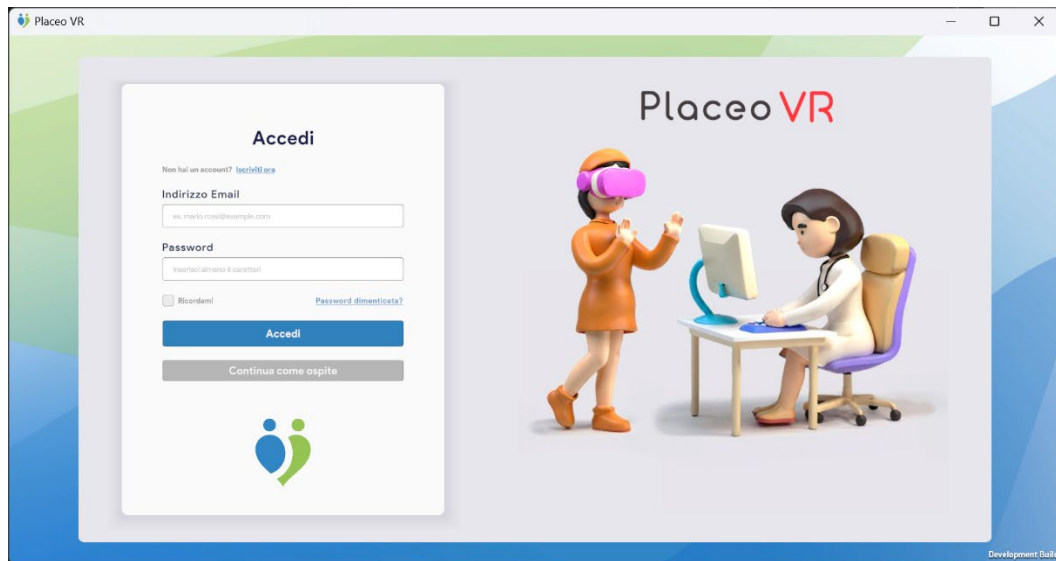 Placeo VR
Accedi
Non hai un account? Iscriviti ora
Indirizzo Email
es. mario.rossi@example.com
Password
Inserisci almeno 6 caratteri
Ricordami
Password dimenticata?
Accedi
Continua come ospite
Placeo VR
Development Build